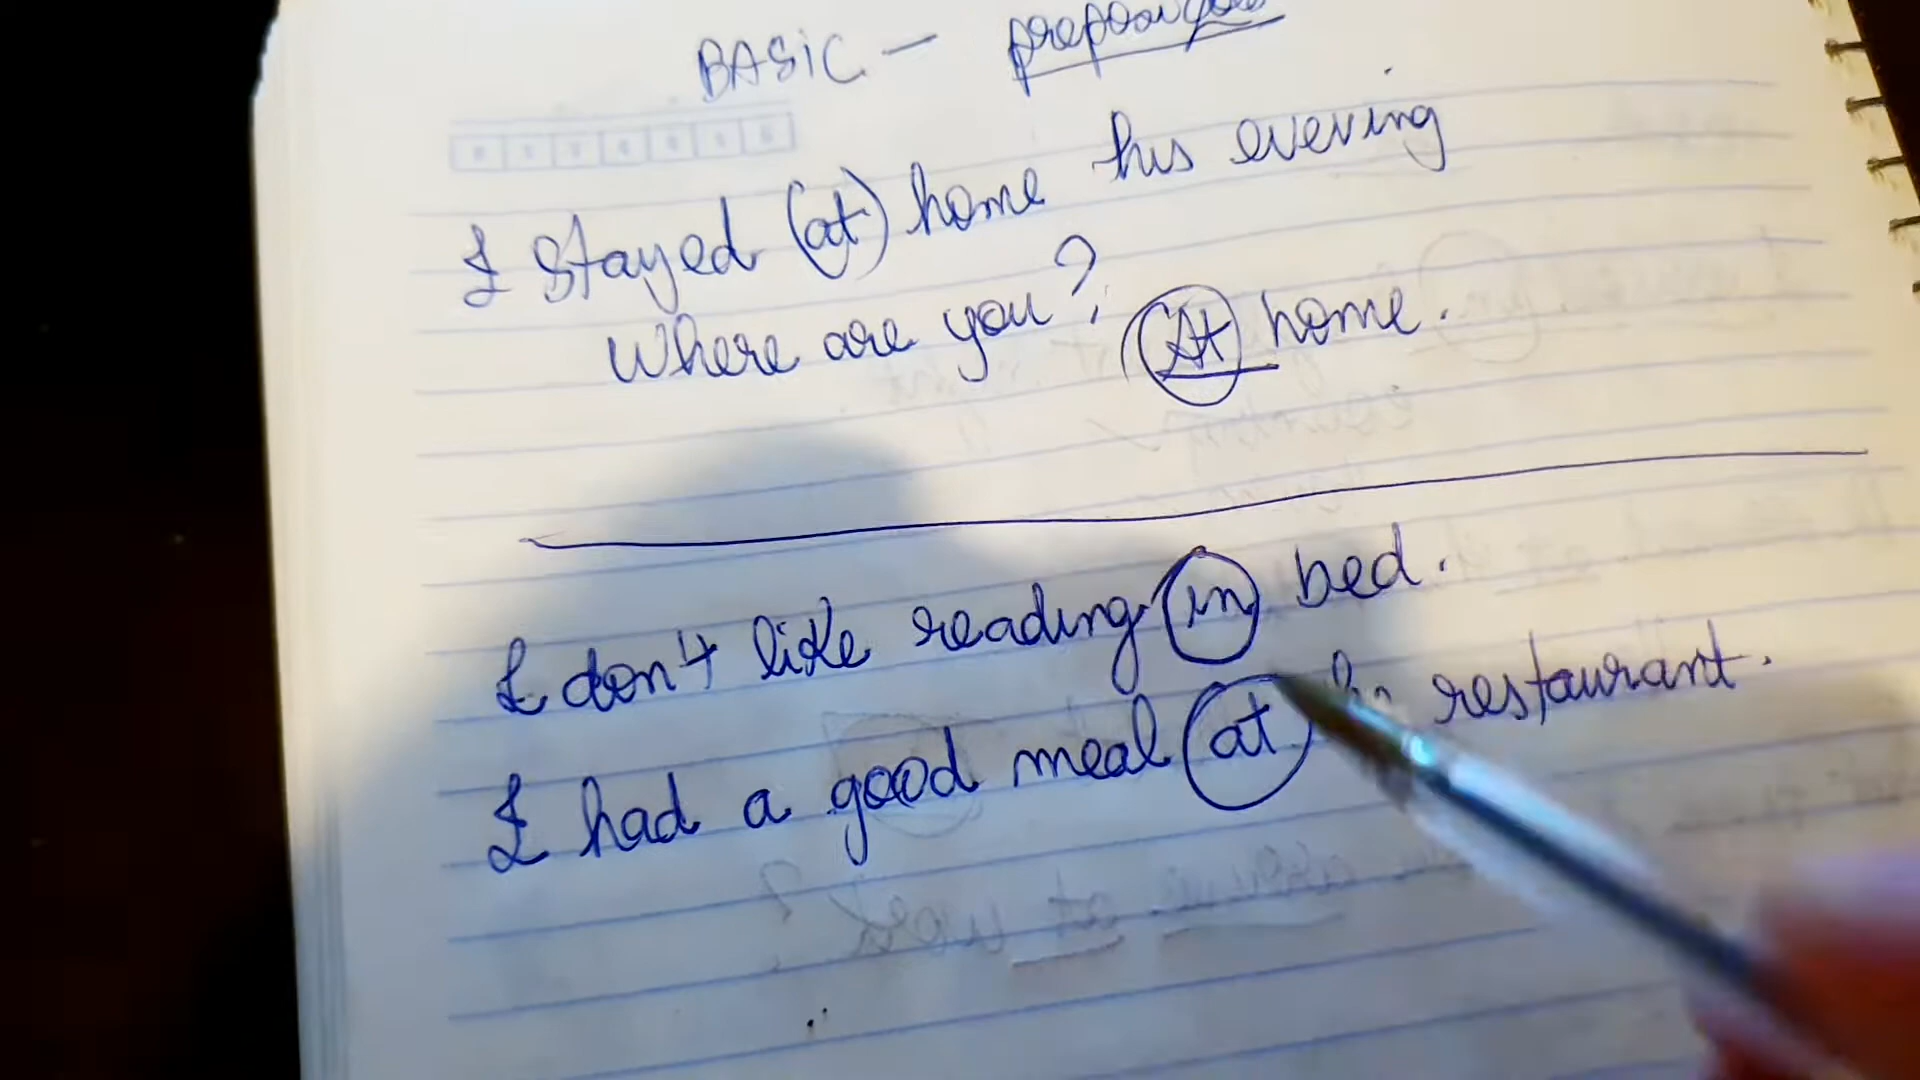 BASIC -
I stayed (at) home this evening
Where are you? At home.
I don't like reading in bed.
I had a good meal at restaurant.